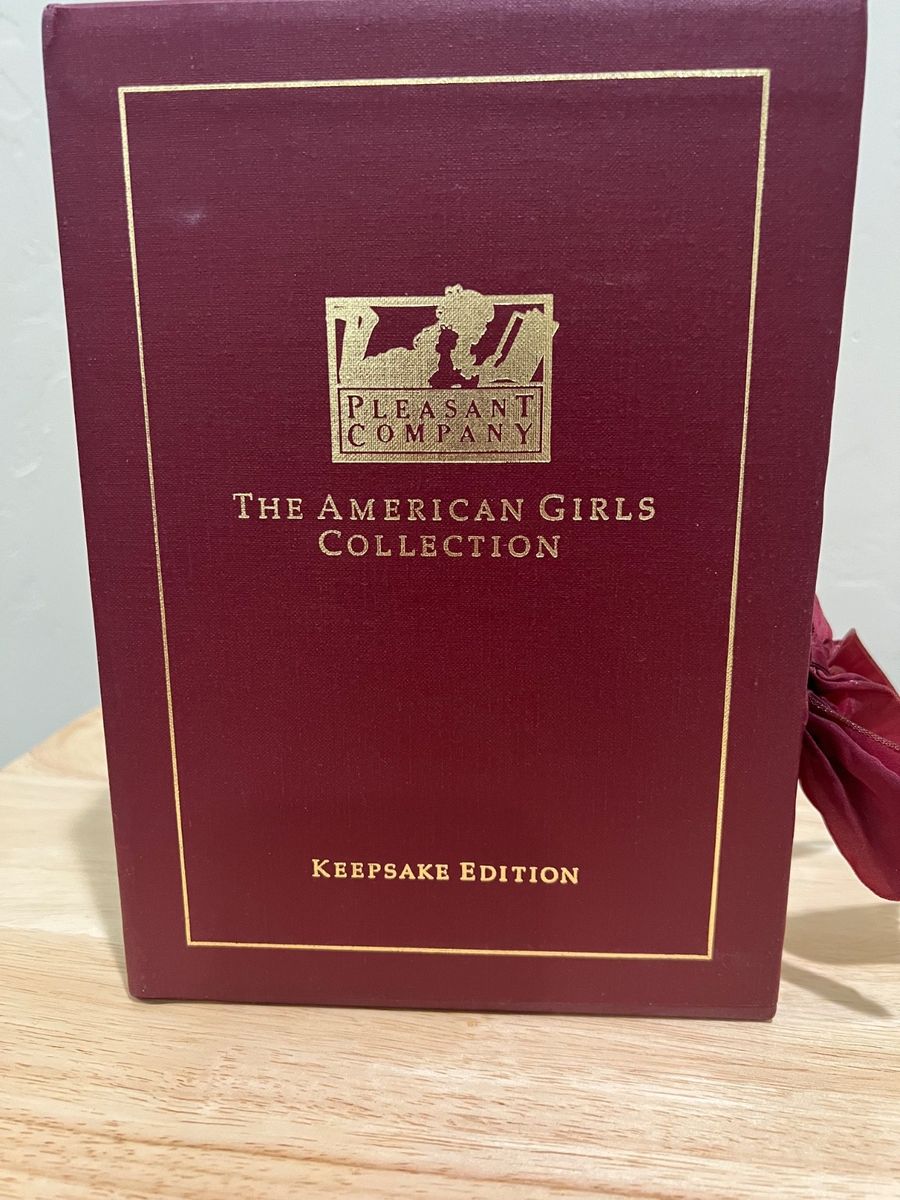 PLEASANT
COMPANY
THE AMERICAN GIRLS
COLLECTION
KEEPSAKE EDITION